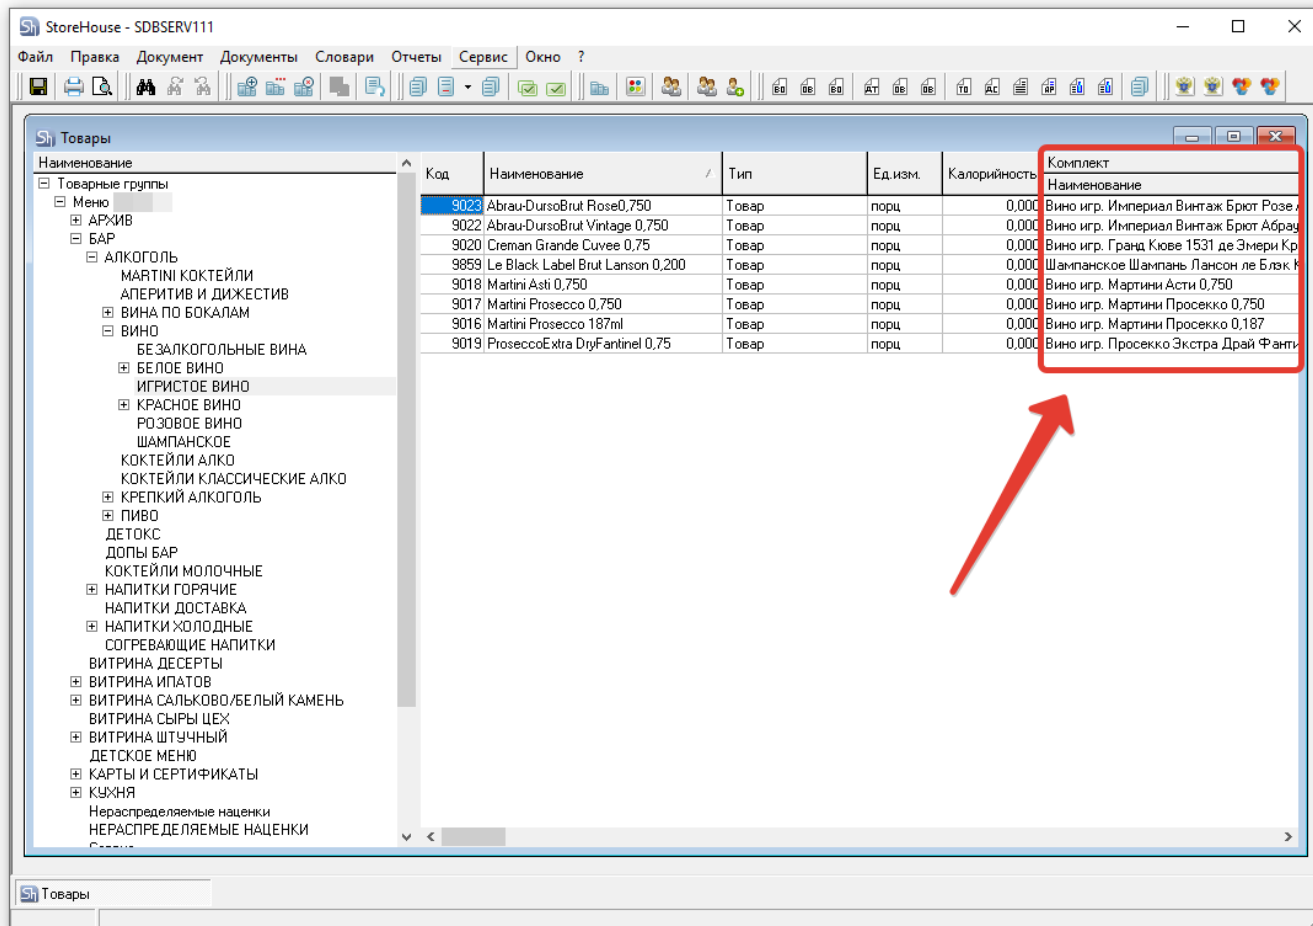 StoreHouse - SDBSERV111
Файл Правка Документ Документы Словари Отчеты Сервис Окно ?
Товары
Наименование
Товарные группы
Меню
АРХИВ
БАР
АЛКОГОЛЬ
MARTINI КОКТЕЙЛИ
АПЕРИТИВ И ДИЖЕСТИВ
ВИНА ПО БОКАЛАМ
ВИНО
БЕЗАЛКОГОЛЬНЫЕ ВИНА
БЕЛОЕ ВИНО
ИГРИСТОЕ ВИНО
КРАСНОЕ ВИНО
РОЗОВОЕ ВИНО
ШАМПАНСКОЕ
КОКТЕЙЛИ АЛКО
КОКТЕЙЛИ КЛАССИЧЕСКИЕ АЛКО
КРЕПКИЙ АЛКОГОЛЬ
ПИВО
ДЕТОКС
ДОПЫ БАР
КОКТЕЙЛИ МОЛОЧНЫЕ
НАПИТКИ ГОРЯЧИЕ
НАПИТКИ ДОСТАВКА
НАПИТКИ ХОЛОДНЫЕ
СОГРЕВАЮЩИЕ НАПИТКИ
ВИТРИНА ДЕСЕРТЫ
ВИТРИНА ИПАТОВ
ВИТРИНА САЛЬКОВО/БЕЛЫЙ КАМЕНЬ
ВИТРИНА СЫРЫ ЦЕХ
ВИТРИНА ШТУЧНЫЙ
ДЕТСКОЕ МЕНЮ
КАРТЫ И СЕРТИФИКАТЫ
КУХНЯ
Нераспределяемые наценки
НЕРАСПРЕДЕЛЯЕМЫЕ НАЦЕНКИ
Код Наименование Тип Ед.изм. Калорийность Комплект
Наименование
9023 Abrau-DursoBrut Rose0,750 Товар порц 0,000 Вино игр. Империал Винтаж Брют Розе
9022 Abrau-DursoBrut Vintage 0,750 Товар порц 0,000 Вино игр. Империал Винтаж Брют Абрау
9020 Creman Grande Cuvee 0,75 Товар порц 0,000 Вино игр. Гранд Кюве 1531 де Эмери Кр
9859 Le Black Label Brut Lanson 0,200 Товар порц 0,000 Шампанское Шампань Лансон ле Блэк
9018 Martini Asti 0,750 Товар порц 0,000 Вино игр. Мартини Асти 0,750
9017 Martini Prosecco 0,750 Товар порц 0,000 Вино игр. Мартини Просекко 0,750
9016 Martini Prosecco 187ml Товар порц 0,000 Вино игр. Мартини Просекко 0,187
9019 ProseccoExtra DryFantinel 0,75 Товар порц 0,000 Вино игр. Просекко Экстра Драй Фанти
Товары